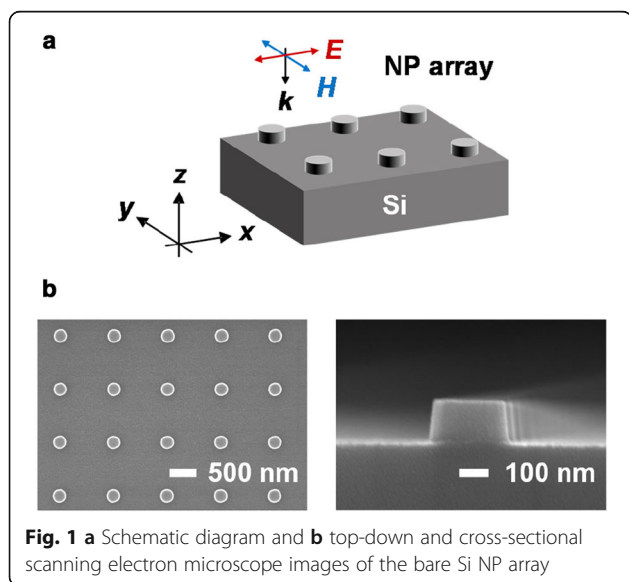 a
E
H
k
NP array
z
y
x
Si
b
500 nm
100 nm
Fig. 1 a Schematic diagram and b top-down and cross-sectional
scanning electron microscope images of the bare Si NP array